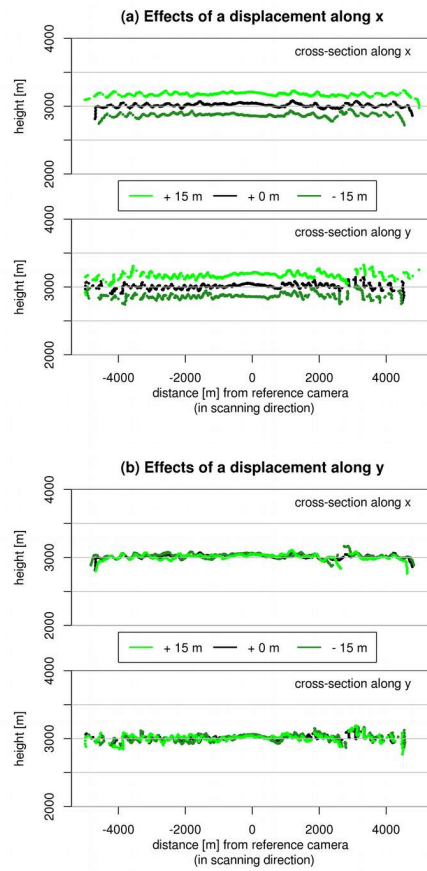 (a) Effects of a displacement along x
4000
cross-section along x
height [m]
3000
2000
+ 15 m + 0 m - 15 m
4000
cross-section along y
height [m]
3000
2000
-4000 -2000 0 2000 4000
distance [m] from reference camera
(in scanning direction)
(b) Effects of a displacement along y
4000
cross-section along x
height [m]
3000
2000
+ 15 m + 0 m - 15 m
4000
cross-section along y
height [m]
3000
2000
-4000 -2000 0 2000 4000
distance [m] from reference camera
(in scanning direction)